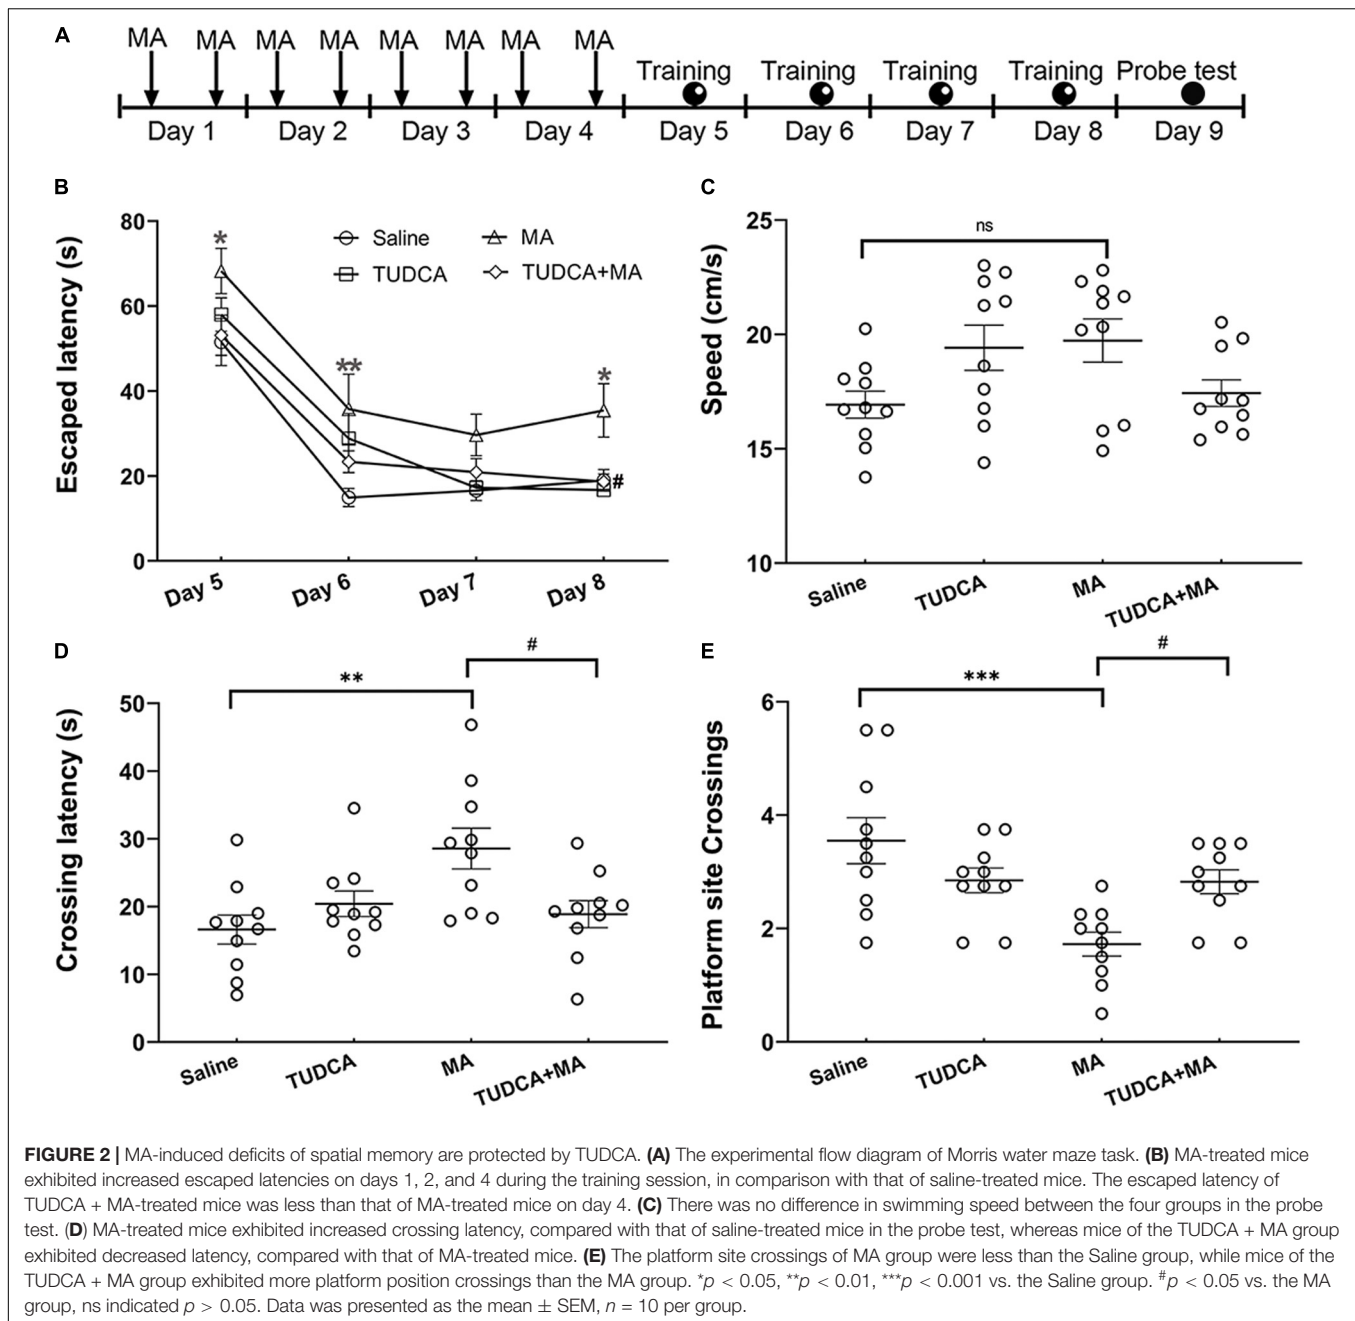 A
MA MA MA MA MA MA MA MA
Training Training Training Training Probe test
Day 1 Day 2 Day 3 Day 4 Day 5 Day 6 Day 7 Day 8 Day 9
B
Escaped latency (s)
80
60
40
20
0
Saline
MA
TUDCA
TUDCA+MA
*
**
*
#
Day 5 Day 6 Day 7 Day 8
C
Speed (cm/s)
25
20
15
10
ns
Saline TUDCA MA TUDCA+MA
D
Crossing latency (s)
50
40
30
20
10
0
**
#
Saline TUDCA MA TUDCA+MA
E
Platform site Crossings
6
4
2
0
***
#
Saline TUDCA MA TUDCA+MA
FIGURE 2 | MA-induced deficits of spatial memory are protected by TUDCA. (A) The experimental flow diagram of Morris water maze task. (B) MA-treated mice
exhibited increased escaped latencies on days 1, 2, and 4 during the training session, in comparison with that of saline-treated mice. The escaped latency of
TUDCA + MA-treated mice was less than that of MA-treated mice on day 4. (C) There was no difference in swimming speed between the four groups in the probe
test. (D) MA-treated mice exhibited increased crossing latency, compared with that of saline-treated mice in the probe test, whereas mice of the TUDCA + MA group
exhibited decreased latency, compared with that of MA-treated mice. (E) The platform site crossings of MA group were less than the Saline group, while mice of the
TUDCA + MA group exhibited more platform position crossings than the MA group. *p < 0.05, **p < 0.01, ***p < 0.001 vs. the Saline group. #p < 0.05 vs. the MA
group, ns indicated p > 0.05. Data was presented as the mean ± SEM, n = 10 per group.